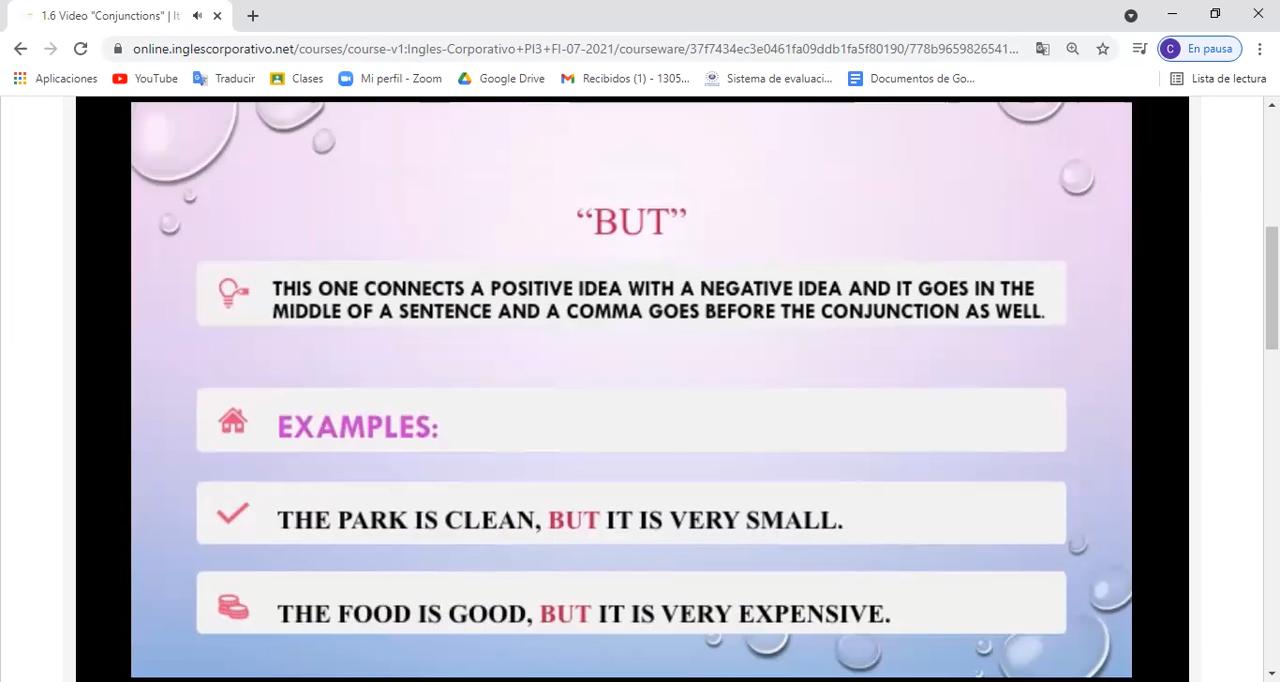 1.6 Video "Conjunctions" | It
online.inglescorporativo.net/courses/course-v1:Ingles-Corporativo+PI3+FI-07-2021/courseware/37f7434ec3e0461fa09ddb1fa5f80190/778b9659826541...
C En pausa
Aplicaciones YouTube Traducir Clases Mi perfil - Zoom Google Drive Recibidos (1) - 1305... Sistema de evaluaci... Documentos de Go... Lista de lectura
“BUT”
THIS ONE CONNECTS A POSITIVE IDEA WITH A NEGATIVE IDEA AND IT GOES IN THE
MIDDLE OF A SENTENCE AND A COMMA GOES BEFORE THE CONJUNCTION AS WELL.
EXAMPLES:
THE PARK IS CLEAN, BUT IT IS VERY SMALL.
THE FOOD IS GOOD, BUT IT IS VERY EXPENSIVE.